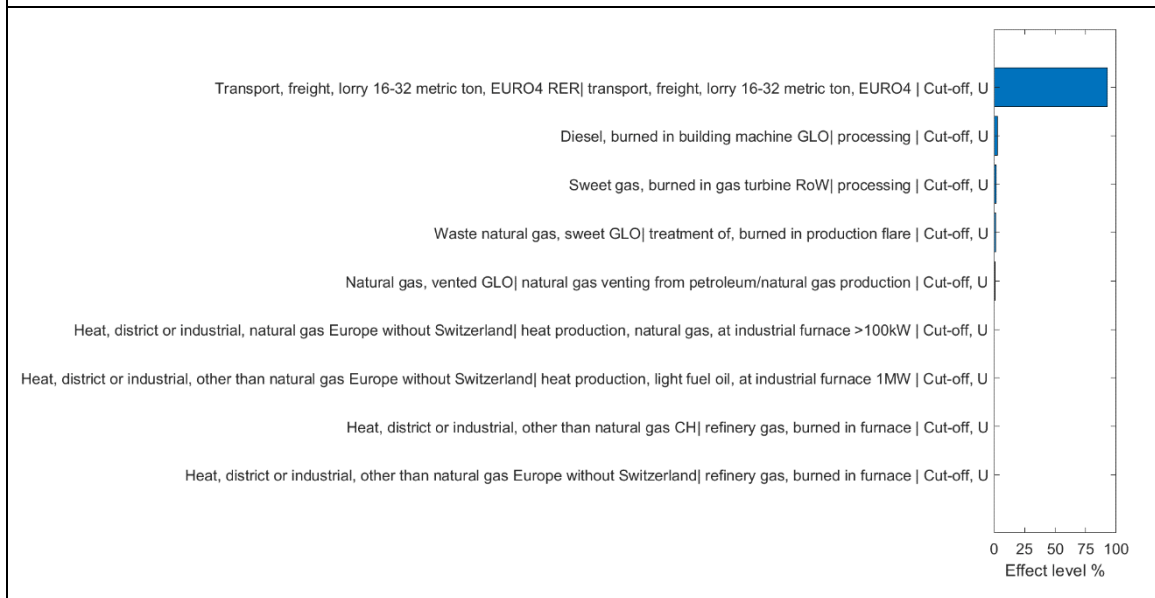 Transport, freight, lorry 16-32 metric ton, EURO4 RER| transport, freight, lorry 16-32 metric ton, EURO4 | Cut-off, U
Diesel, burned in building machine GLO| processing | Cut-off, U
Sweet gas, burned in gas turbine RoW| processing | Cut-off, U
Waste natural gas, sweet GLO| treatment of, burned in production flare | Cut-off, U
Natural gas, vented GLO| natural gas venting from petroleum/natural gas production | Cut-off, U
Heat, district or industrial, natural gas Europe without Switzerland| heat production, natural gas, at industrial furnace >100kW | Cut-off, U
Heat, district or industrial, other than natural gas Europe without Switzerland| heat production, light fuel oil, at industrial furnace 1MW | Cut-off, U
Heat, district or industrial, other than natural gas CH| refinery gas, burned in furnace | Cut-off, U
Heat, district or industrial, other than natural gas Europe without Switzerland| refinery gas, burned in furnace | Cut-off, U
0 25 50 75 100
Effect level %